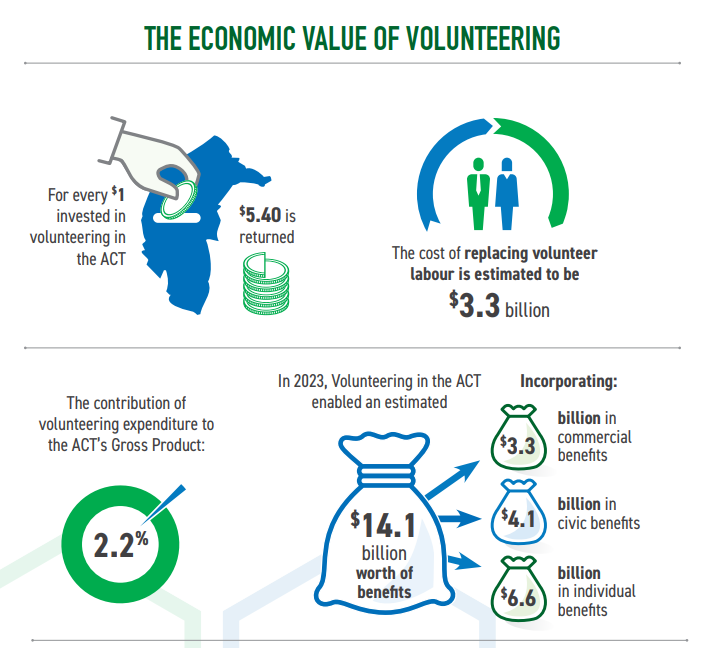 THE ECONOMIC VALUE OF VOLUNTEERING
For every $1
invested in
volunteering in
the ACT
$5.40 is
returned
The cost of replacing volunteer
labour is estimated to be
$3.3 billion
The contribution of
volunteering expenditure to
the ACT's Gross Product:
2.2%
In 2023, Volunteering in the ACT
enabled an estimated
$14.1
billion
worth of
benefits
Incorporating:
$3.3
billion in
commercial
benefits
$4.1
billion in
civic benefits
$6.6
billion
in individual
benefits